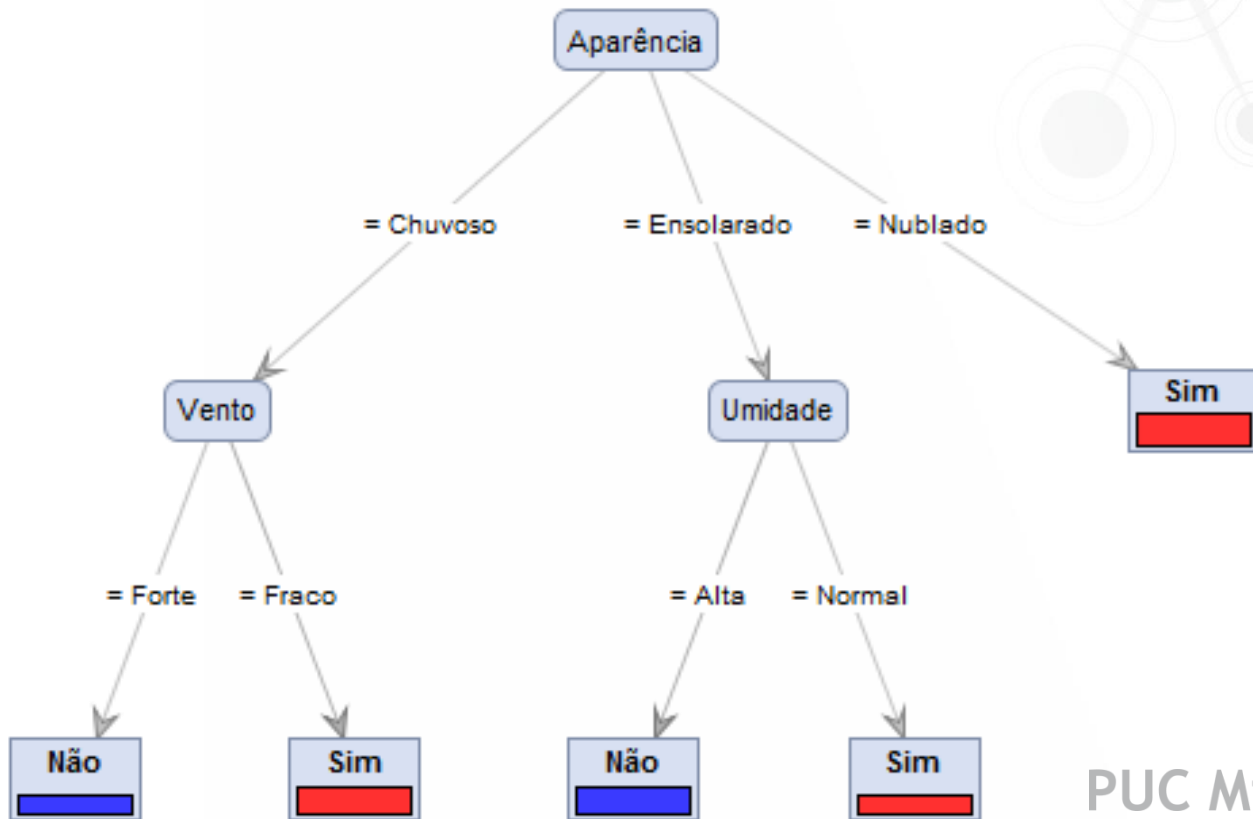 Aparência
= Chuvoso
= Ensolarado
= Nublado
Vento
Umidade
Sim
= Forte
= Fraco
= Alta
= Normal
Não
Sim
Não
Sim
PUC